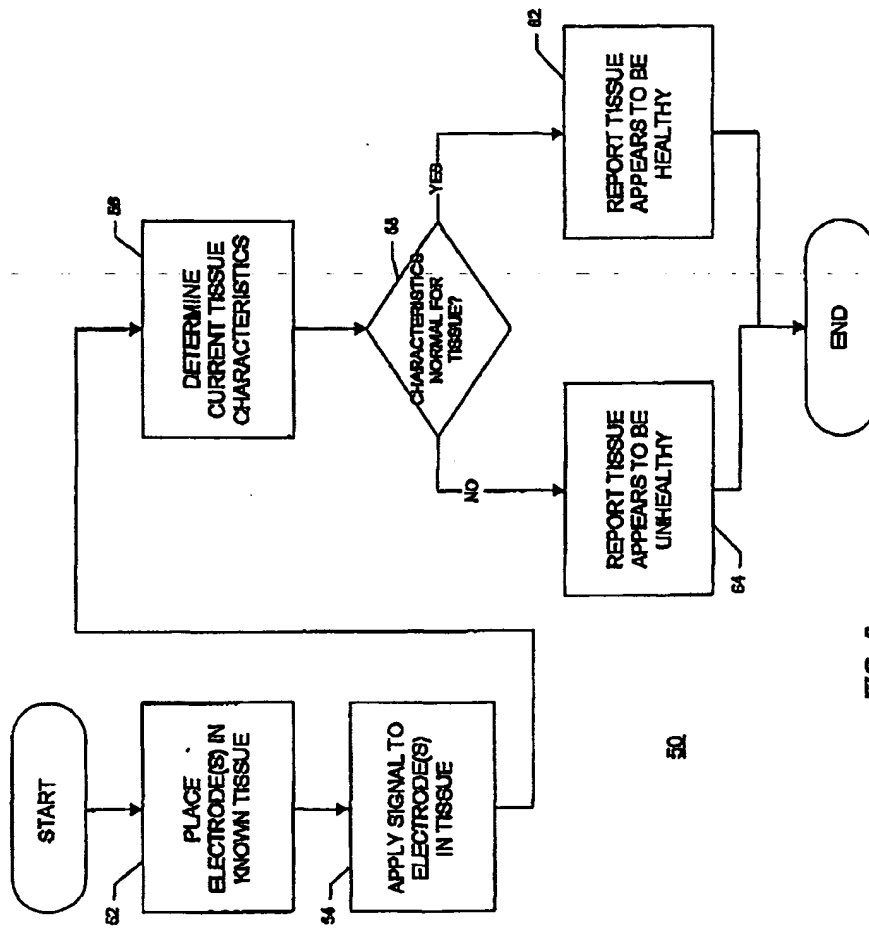 START
52
PLACE
ELECTRODE(S) IN
KNOWN TISSUE
54
APPLY SIGNAL TO
ELECTRODE(S)
IN TISSUE
56
DETERMINE
CURRENT TISSUE
CHARACTERISTICS
58
CHARACTERISTICS
NORMAL FOR
TISSUE?
NO
YES
64
REPORT TISSUE
APPEARS TO BE
UNHEALTHY
62
REPORT TISSUE
APPEARS TO BE
HEALTHY
END
50